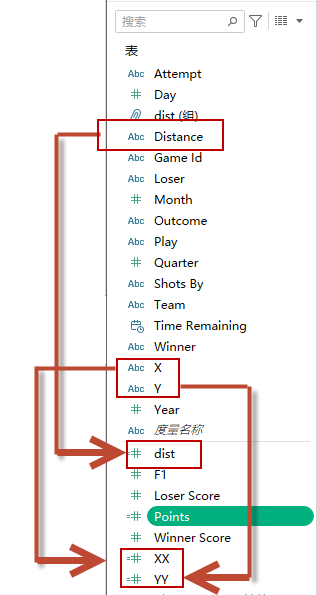 搜索
表
Abc Attempt
# Day
dist (组)
Abc Distance
Abc Game Id
Abc Loser
# Month
Abc Outcome
Abc Play
# Quarter
Abc Shots By
Abc Team
Time Remaining
Abc Winner
Abc X
Abc Y
# Year
Abc 度量名称
=# dist
# F1
# Loser Score
=# Points
# Winner Score
=# XX
=# YY